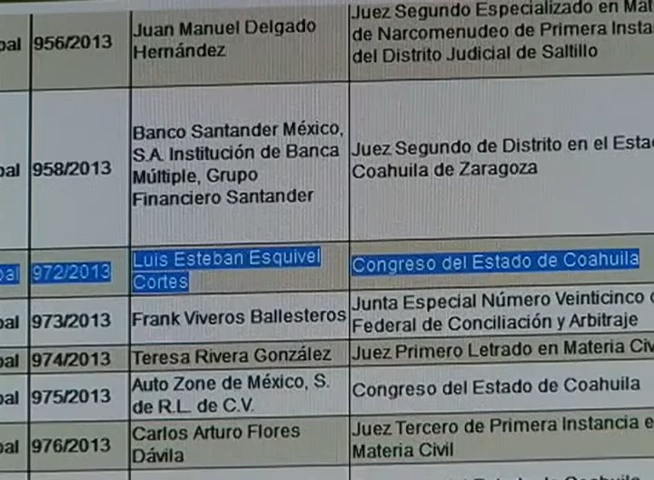 pal 956/2013 Juan Manuel Delgado Hernández Juez Segundo Especializado en Mat
de Narcomenudeo de Primera Insta
del Distrito Judicial de Saltillo
pal 958/2013 Banco Santander México,
S.A. Institución de Banca
Múltiple, Grupo
Financiero Santander
Juez Segundo de Distrito en el Esta
Coahuila de Zaragoza
pal 972/2013 Luis Esteban Esquivel
Cortes
Congreso del Estado de Coahuila
pal 973/2013 Frank Viveros Ballesteros
Junta Especial Número Veinticinco
Federal de Conciliación y Arbitraje
pal 974/2013 Teresa Rivera González Juez Primero Letrado en Materia Civ
pal 975/2013 Auto Zone de México, S.
de R.L. de C.V.
Congreso del Estado de Coahuila
pal 976/2013 Carlos Arturo Flores
Dávila
Juez Tercero de Primera Instancia e
Materia Civil